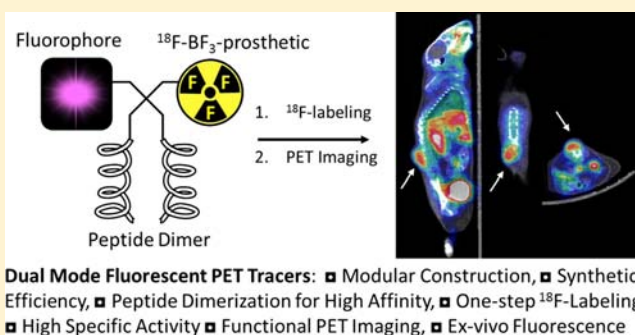 Fluorophore
¹⁸F-BF₃-prosthetic
F F
F
1. ¹⁸F-labeling
2. PET Imaging
Peptide Dimer
Dual Mode Fluorescent PET Tracers: ◘ Modular Construction, ◘ Synthetic
Efficiency, ◘ Peptide Dimerization for High Affinity, ◘ One-step ¹⁸F-Labeling
◘ High Specific Activity ◘ Functional PET Imaging, ◘ Ex-vivo Fluorescence